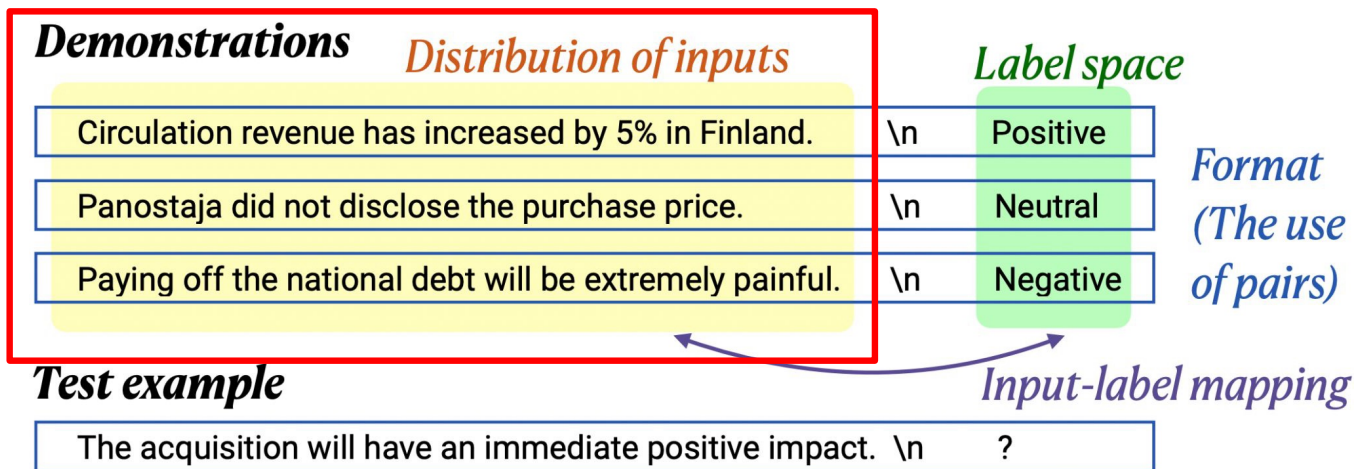 Demonstrations Distribution of inputs Label space
Circulation revenue has increased by 5% in Finland. \n Positive
Panostaja did not disclose the purchase price. \n Neutral
Paying off the national debt will be extremely painful. \n Negative
Format
(The use
of pairs)
Test example Input-label mapping
The acquisition will have an immediate positive impact. \n ?